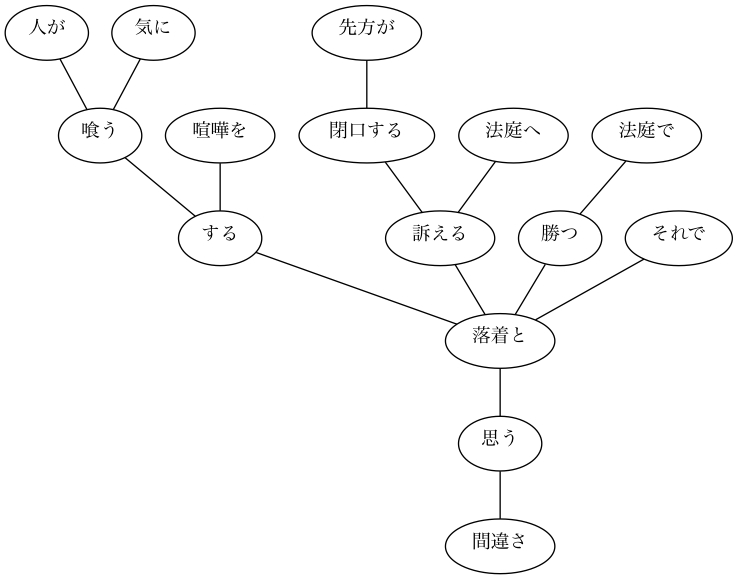 人が 気に 先方が
喰う 喧嘩を 閉口する 法庭へ 法庭で
する 訴える 勝つ それで
落着と
思う
間違さ